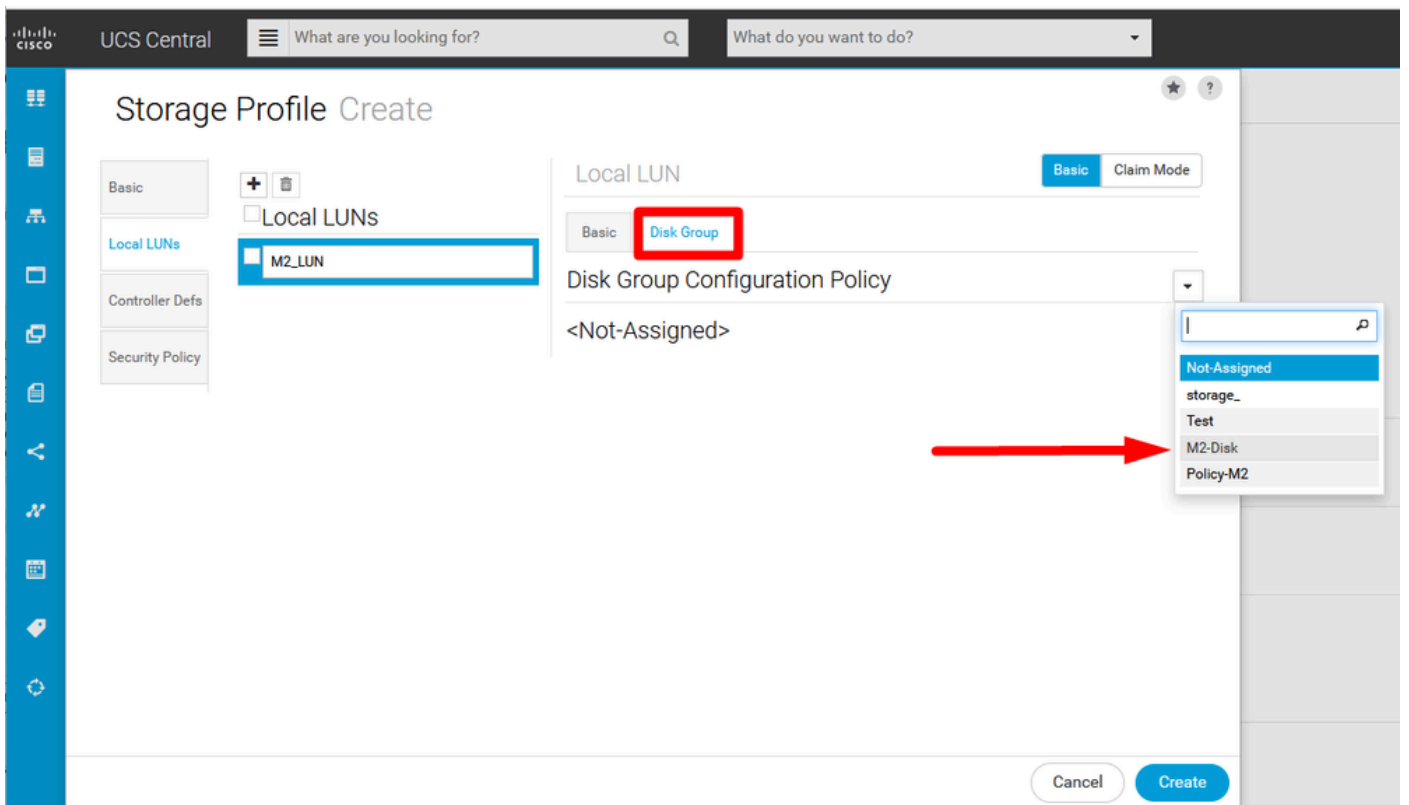 cisco
UCS Central
What are you looking for?
What do you want to do?
Storage Profile Create
?
Basic
Local LUNs
Controller Defs
Security Policy
Local LUNs
M2_LUN
Local LUN
Basic
Claim Mode
Basic
Disk Group
Disk Group Configuration Policy
<Not-Assigned>
Not-Assigned
storage_
Test
M2-Disk
Policy-M2
Cancel
Create